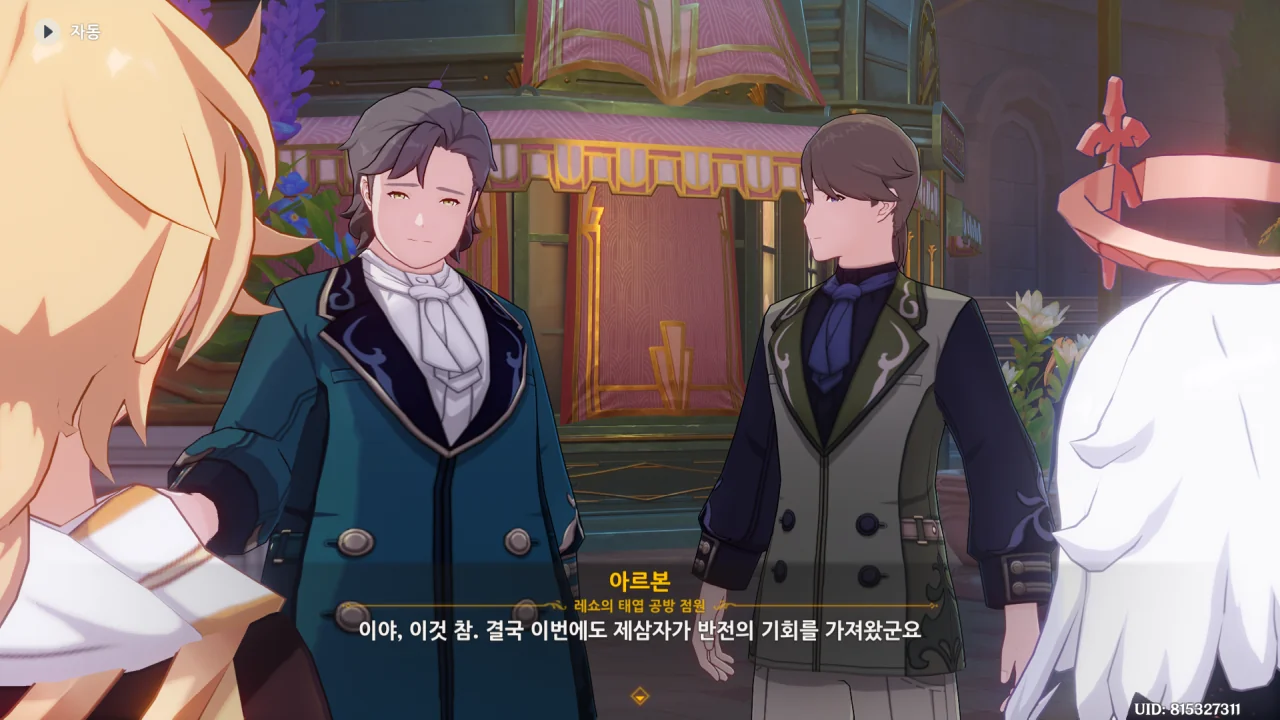 자동
아르본
레쇼의 태엽 공방 점원
이야, 이것 참. 결국 이번에도 제삼자가 반전의 기회를 가져왔군요
UID: 815327311